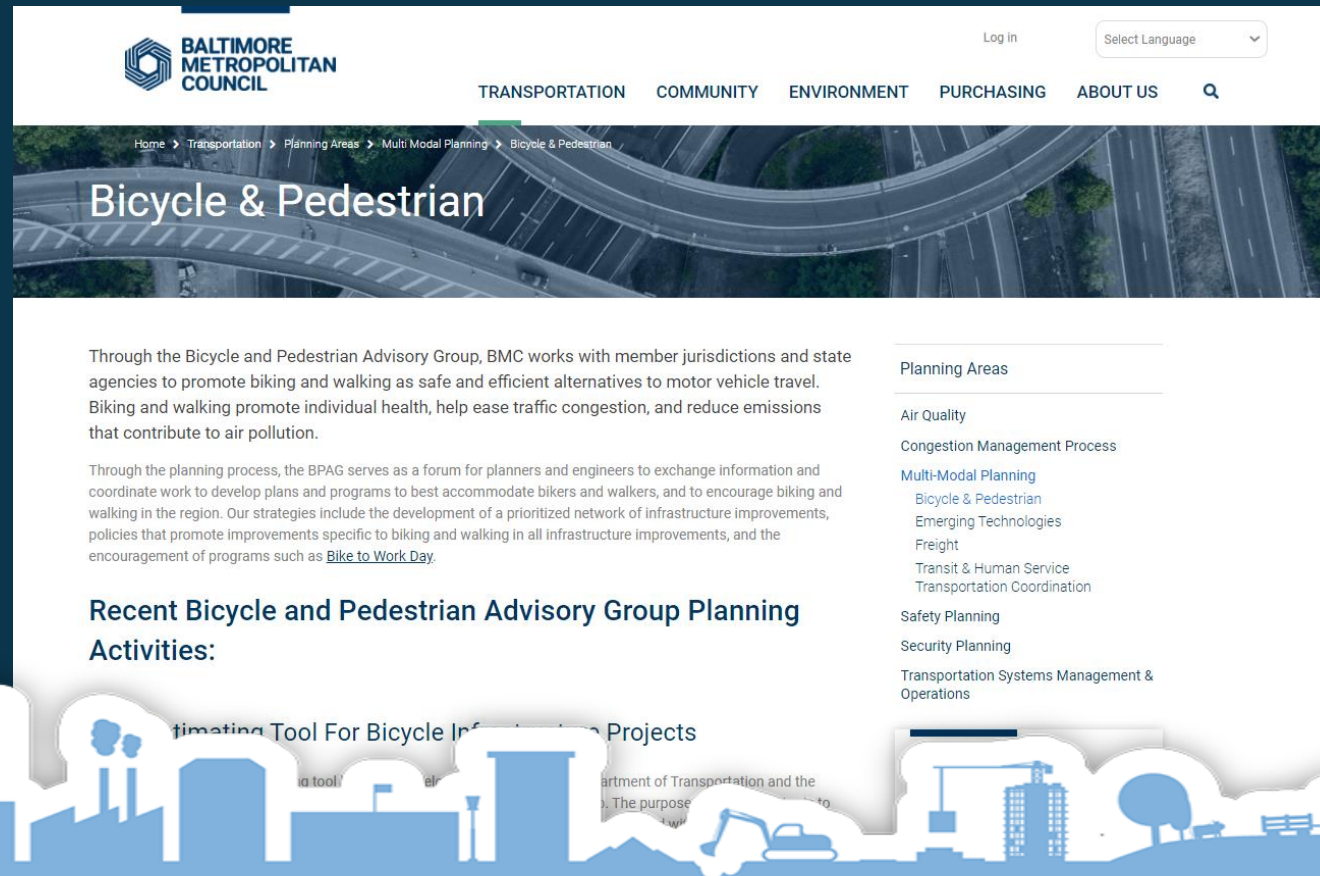 BALTIMORE
METROPOLITAN
COUNCIL
Log in
Select Language
TRANSPORTATION COMMUNITY ENVIRONMENT PURCHASING ABOUT US
Home > Transportation > Planning Areas > Multi Modal Planning > Bicycle & Pedestrian
Bicycle & Pedestrian
Through the Bicycle and Pedestrian Advisory Group, BMC works with member jurisdictions and state
agencies to promote biking and walking as safe and efficient alternatives to motor vehicle travel.
Biking and walking promote individual health, help ease traffic congestion, and reduce emissions
that contribute to air pollution.
Through the planning process, the BPAG serves as a forum for planners and engineers to exchange information and
coordinate work to develop plans and programs to best accommodate bikers and walkers, and to encourage biking and
walking in the region. Our strategies include the development of a prioritized network of infrastructure improvements,
policies that promote improvements specific to biking and walking in all infrastructure improvements, and the
encouragement of programs such as Bike to Work Day.
Recent Bicycle and Pedestrian Advisory Group Planning
Activities:
Tool For Bicycle Projects
tool of Transportation and the
The purpose to
Planning Areas
Air Quality
Congestion Management Process
Multi-Modal Planning
Bicycle & Pedestrian
Emerging Technologies
Freight
Transit & Human Service
Transportation Coordination
Safety Planning
Security Planning
Transportation Systems Management &
Operations